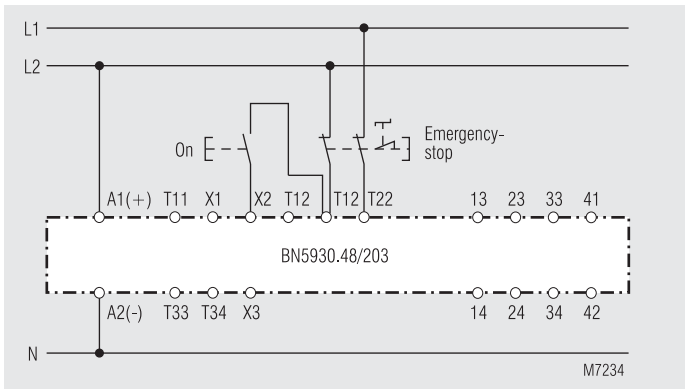 L1
L2
On
Emergency-
stop
A1(+) T11 X1 X2 T12 T12 T22 13 23 33 41
BN5930.48/203
A2(-) T33 T34 X3 14 24 34 42
N
M7234